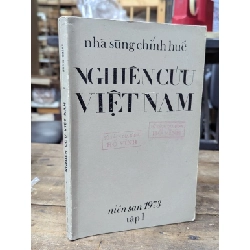 nhà sùng chính huế
NGHIÊN CỨU
VIỆT NAM
niên san 1973
tập I